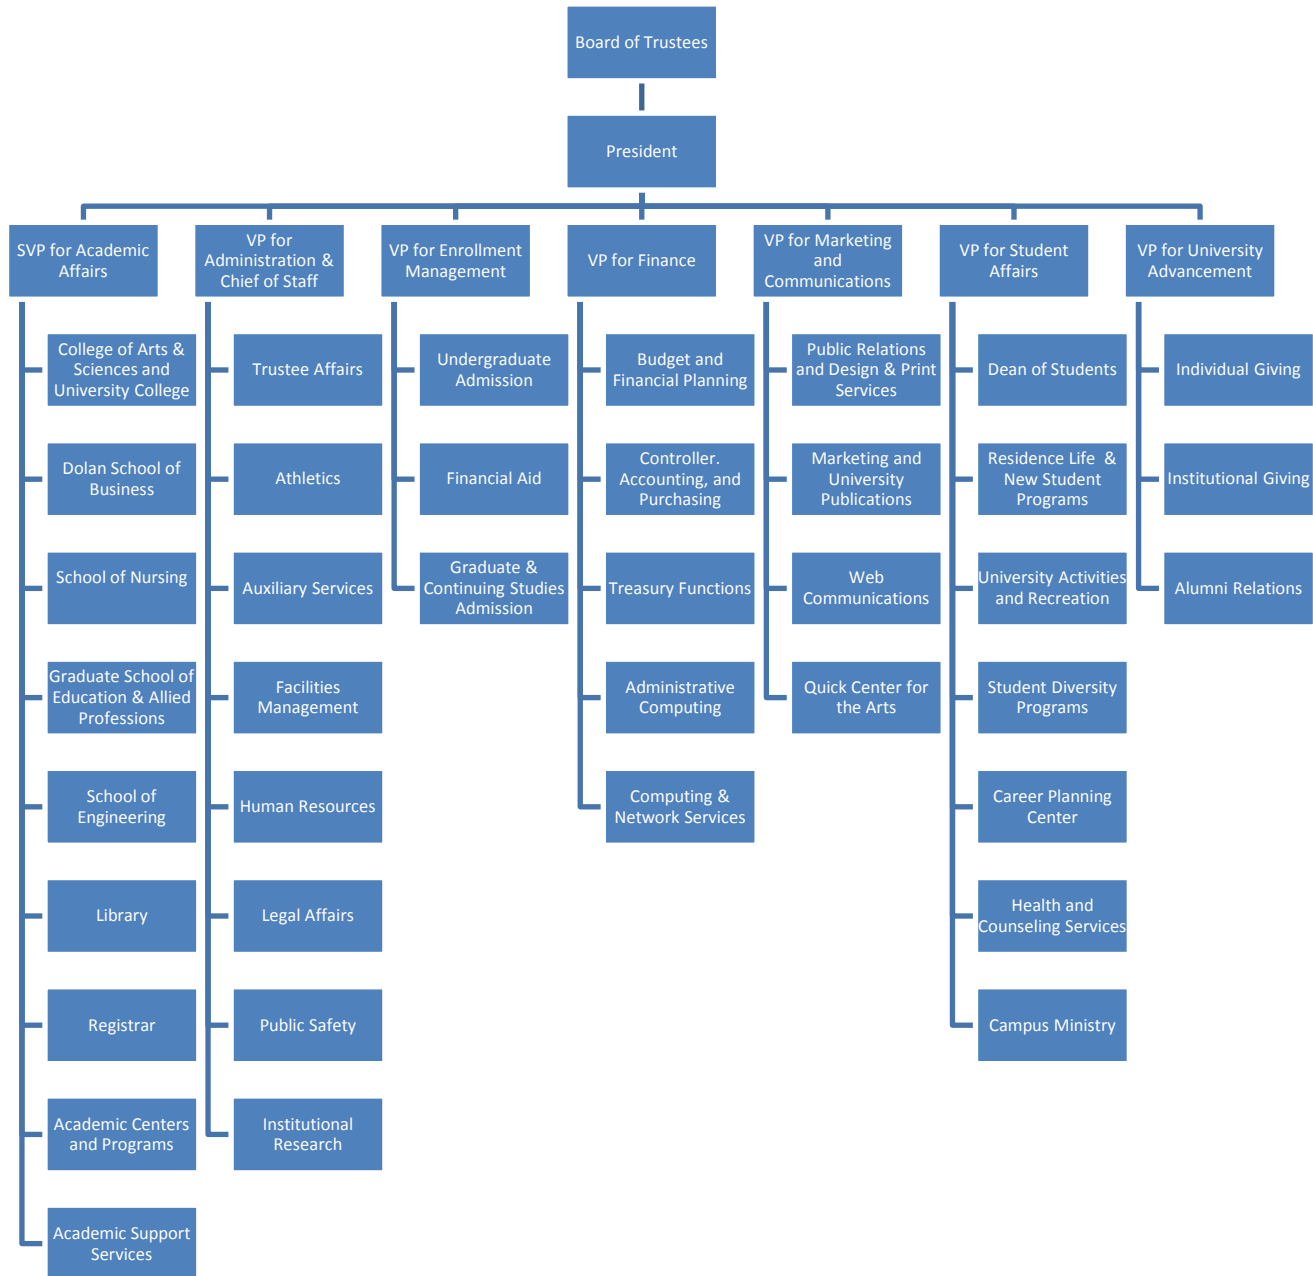 Board of Trustees
President
SVP for Academic
Affairs
VP for
Administration &
Chief of Staff
VP for Enrollment
Management
VP for Finance
VP for Marketing
and
Communications
VP for Student
Affairs
VP for University
Advancement
College of Arts &
Sciences and
University College
Dolan School of
Business
School of Nursing
Graduate School of
Education & Allied
Professions
School of
Engineering
Library
Registrar
Academic Centers
and Programs
Academic Support
Services
Trustee Affairs
Athletics
Auxiliary Services
Facilities
Management
Human Resources
Legal Affairs
Public Safety
Institutional
Research
Undergraduate
Admission
Financial Aid
Graduate &
Continuing Studies
Admission
Budget and
Financial Planning
Controller.
Accounting, and
Purchasing
Treasury Functions
Administrative
Computing
Computing &
Network Services
Public Relations
and Design & Print
Services
Marketing and
University
Publications
Web
Communications
Quick Center for
the Arts
Dean of Students
Residence Life & 
New Student
Programs
University Activities
and Recreation
Student Diversity
Programs
Career Planning
Center
Health and
Counseling Services
Campus Ministry
Individual Giving
Institutional Giving
Alumni Relations